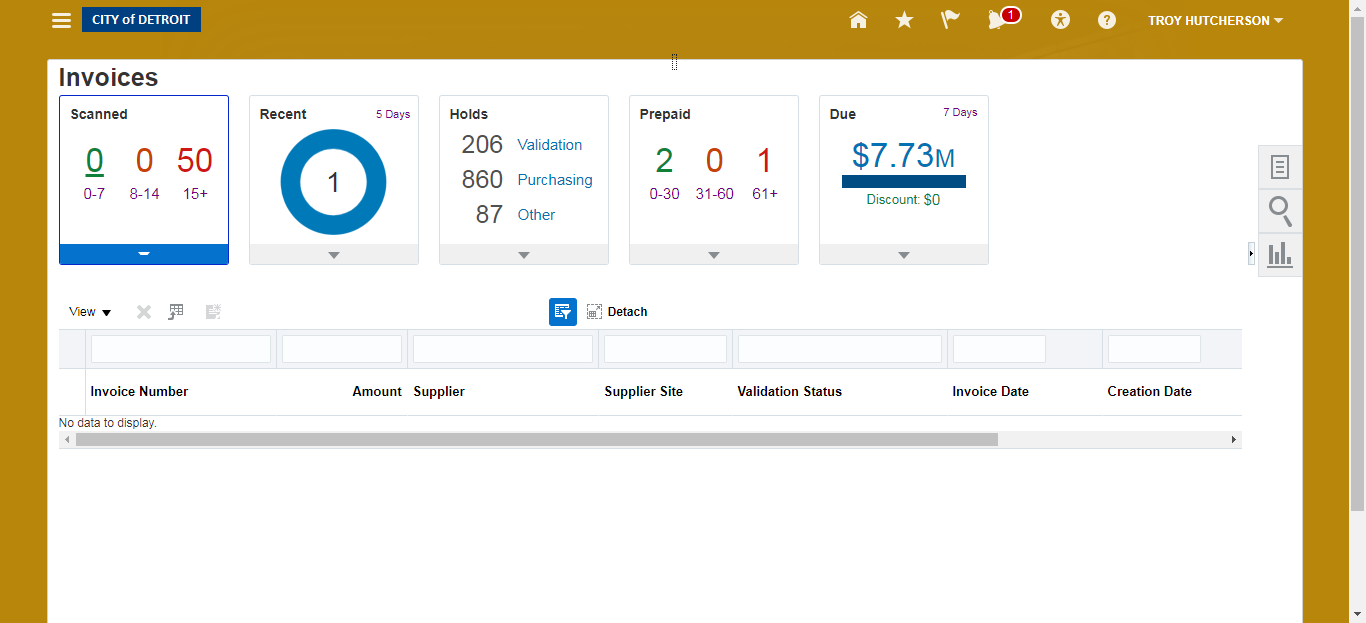 CITY of DETROIT
1
?
TROY HUTCHERSON
Invoices
Scanned
0 0 50
0-7 8-14 15+
Recent 5 Days
1
Holds
206 Validation
860 Purchasing
87 Other
Prepaid
2 0 1
0-30 31-60 61+
Due 7 Days
$7.73M
Discount: $0
View Detach
Invoice Number Amount Supplier Supplier Site Validation Status Invoice Date Creation Date
No data to display.